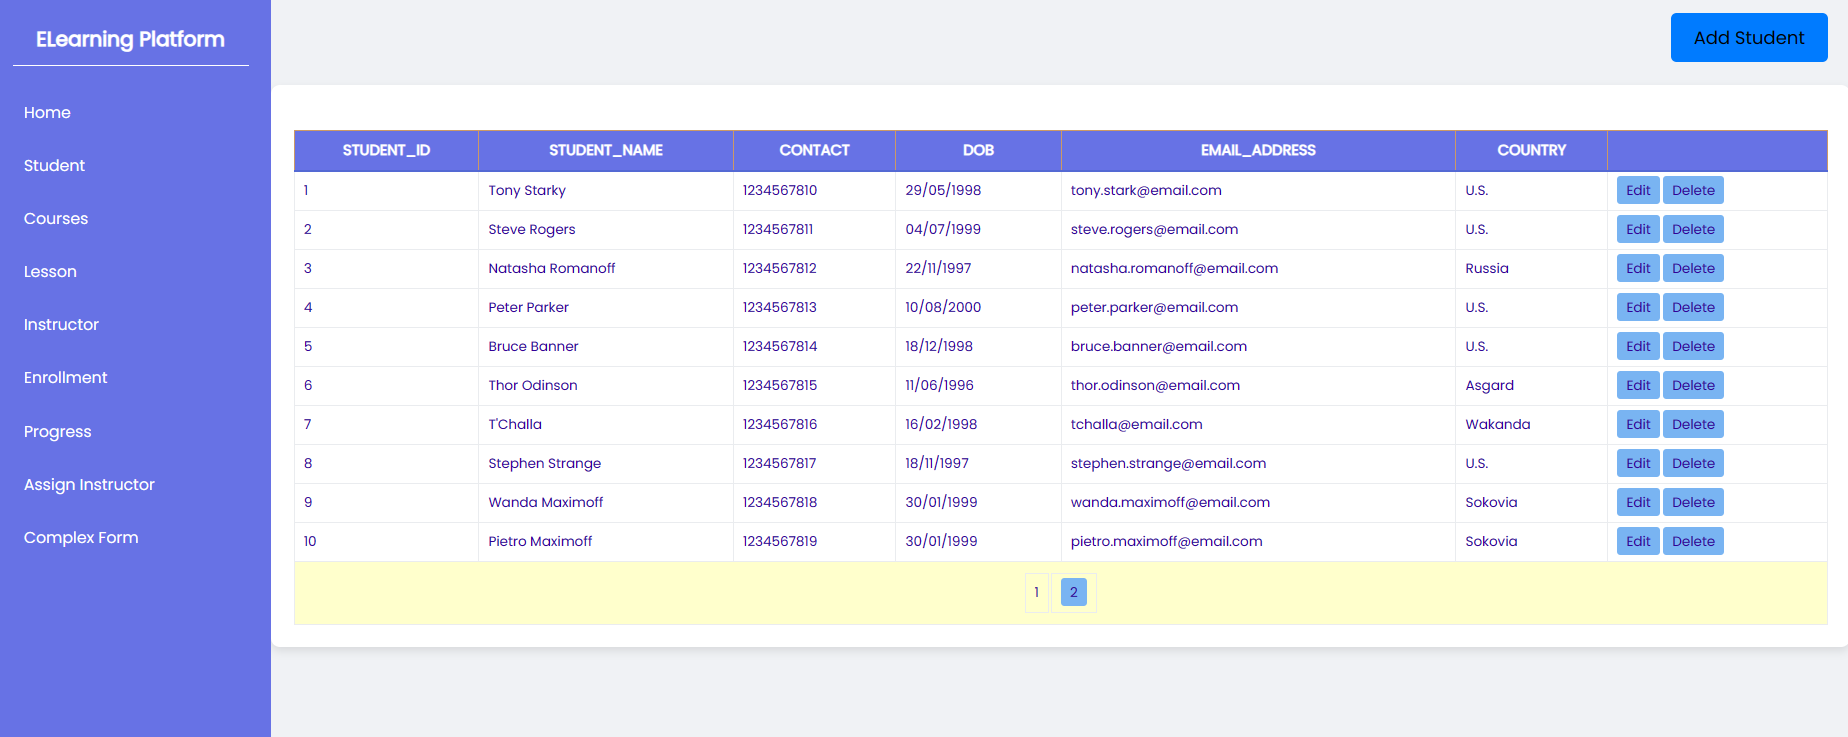 ELearning Platform
Add Student
Home
Student
Courses
Lesson
Instructor
Enrollment
Progress
Assign Instructor
Complex Form
STUDENT_ID STUDENT_NAME CONTACT DOB EMAIL_ADDRESS COUNTRY
1 Tony Starky 1234567810 29/05/1998 tony.stark@email.com U.S. Edit Delete
2 Steve Rogers 1234567811 04/07/1999 steve.rogers@email.com U.S. Edit Delete
3 Natasha Romanoff 1234567812 22/11/1997 natasha.romanoff@email.com Russia Edit Delete
4 Peter Parker 1234567813 10/08/2000 peter.parker@email.com U.S. Edit Delete
5 Bruce Banner 1234567814 18/12/1998 bruce.banner@email.com U.S. Edit Delete
6 Thor Odinson 1234567815 11/06/1996 thor.odinson@email.com Asgard Edit Delete
7 T'Challa 1234567816 16/02/1998 tchalla@email.com Wakanda Edit Delete
8 Stephen Strange 1234567817 18/11/1997 stephen.strange@email.com U.S. Edit Delete
9 Wanda Maximoff 1234567818 30/01/1999 wanda.maximoff@email.com Sokovia Edit Delete
10 Pietro Maximoff 1234567819 30/01/1999 pietro.maximoff@email.com Sokovia Edit Delete
1 2